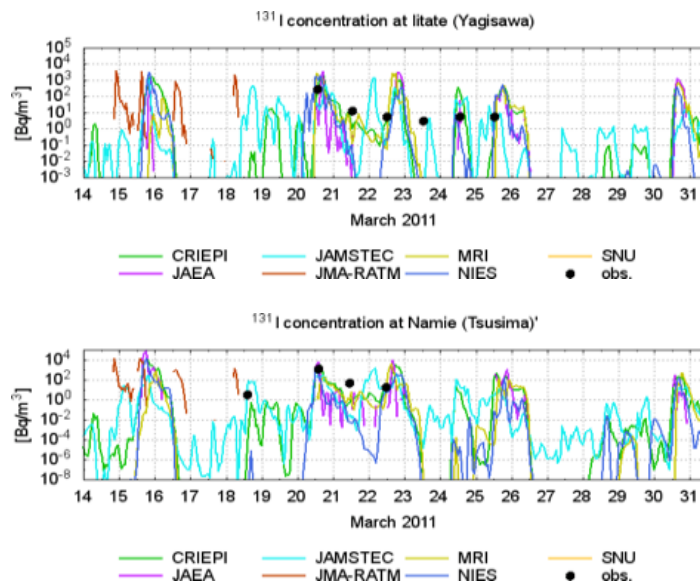 ¹³¹I concentration at Iitate (Yagisawa)
10⁵
10⁴
10³
10²
10¹
10⁰
10⁻¹
10⁻²
10⁻³
[Bq/m³]
14 15 16 17 18 19 20 21 22 23 24 25 26 27 28 29 30 31
March 2011
CRIEPI JAMSTEC MRI SNU
JAEA JMA-RATM NIES obs.
¹³¹I concentration at Namie (Tsusima)'
10⁴
10²
10⁰
10⁻²
10⁻⁴
10⁻⁶
10⁻⁸
[Bq/m³]
14 15 16 17 18 19 20 21 22 23 24 25 26 27 28 29 30 31
March 2011
CRIEPI JAMSTEC MRI SNU
JAEA JMA-RATM NIES obs.